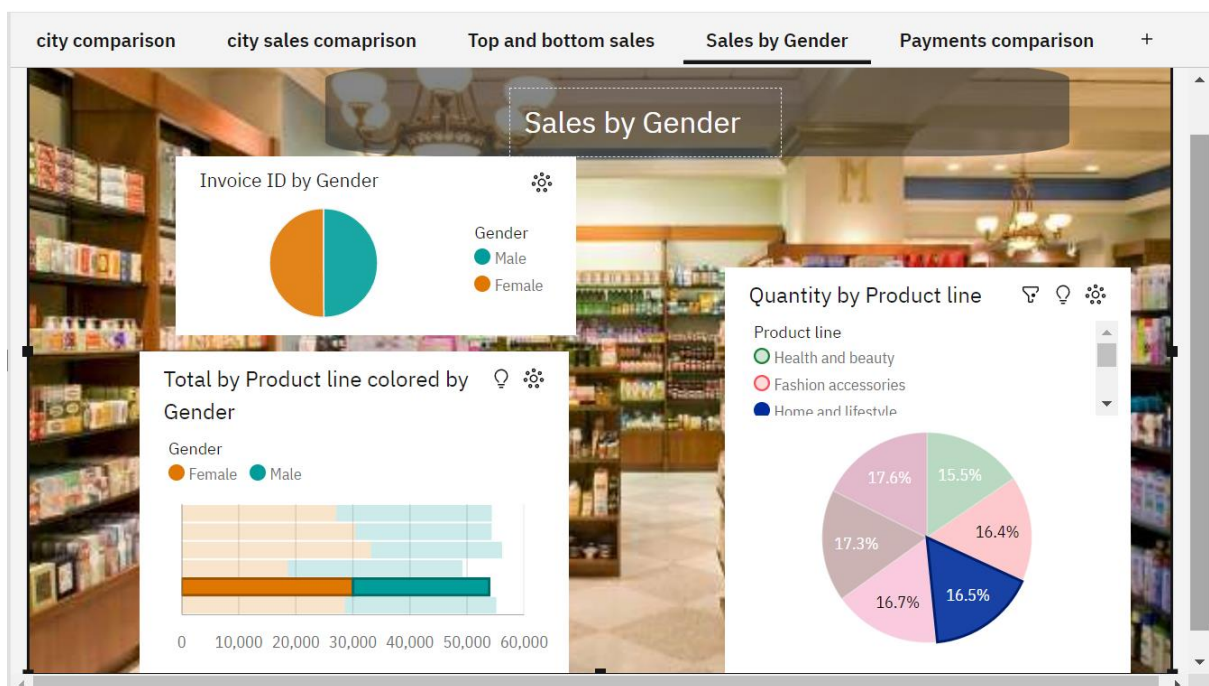 city comparison city sales comaprison Top and bottom sales Sales by Gender Payments comparison +
Sales by Gender
M
Invoice ID by Gender
Gender
Male
Female
Total by Product line colored by
Gender
Gender
Female Male
0 10,000 20,000 30,000 40,000 50,000 60,000
Quantity by Product line
Product line
Health and beauty
Fashion accessories
Home and lifestyle
17.6% 15.5%
17.3% 16.4%
16.7% 16.5%